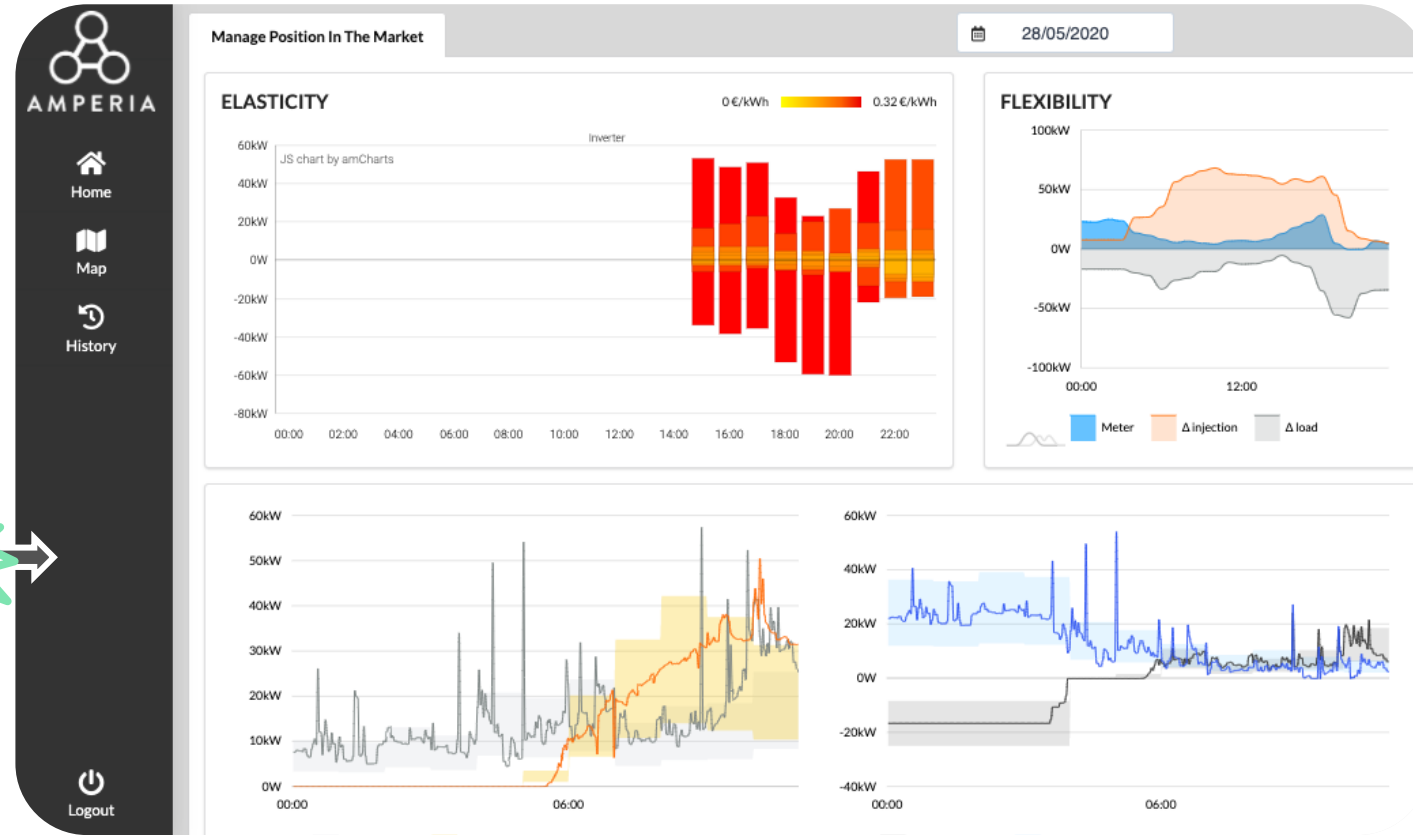 AMPERIA
Home
Map
History
Logout
Manage Position In The Market
28/05/2020
ELASTICITY
0 €/kWh
0.32 €/kWh
Inverter
JS chart by amCharts
60kW
40kW
20kW
0W
-20kW
-40kW
-60kW
-80kW
00:00 02:00 04:00 06:00 08:00 10:00 12:00 14:00 16:00 18:00 20:00 22:00
FLEXIBILITY
100kW
50kW
0W
-50kW
-100kW
00:00 12:00
Meter Δ injection Δ load
60kW
50kW
40kW
30kW
20kW
10kW
0W
00:00 06:00
60kW
40kW
20kW
0W
-20kW
-40kW
00:00 06:00